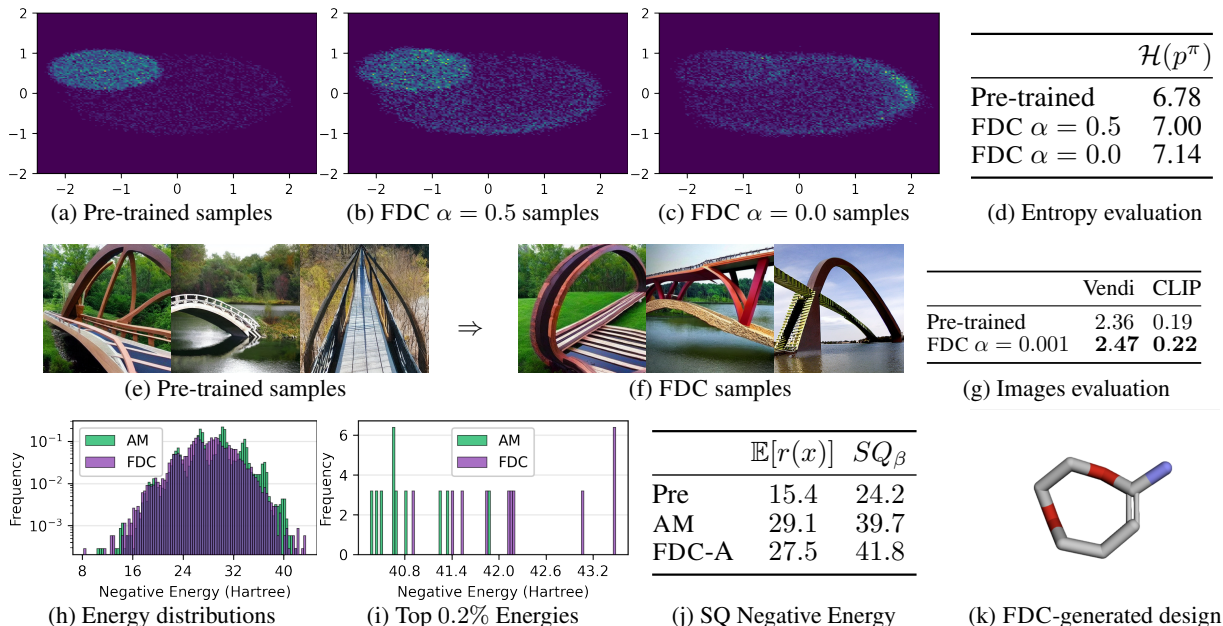 2
1
0
−1
−2
−2 −1 0 1 2
(a) Pre-trained samples
2
1
0
−1
−2
−2 −1 0 1 2
(b) FDC α = 0.5 samples
2
1
0
−1
−2
−2 −1 0 1 2
(c) FDC α = 0.0 samples
ℋ(p^π)
Pre-trained 6.78
FDC α = 0.5 7.00
FDC α = 0.0 7.14
(d) Entropy evaluation
(e) Pre-trained samples
⇒
(f) FDC samples
Vendi CLIP
Pre-trained 2.36 0.19
FDC α = 0.001 2.47 0.22
(g) Images evaluation
Frequency
10⁻¹
10⁻²
10⁻³
AM
FDC
8 16 24 32 40
Negative Energy (Hartree)
(h) Energy distributions
Frequency
6
4
2
0
AM
FDC
40.8 41.4 42.0 42.6 43.2
Negative Energy (Hartree)
(i) Top 0.2% Energies
𝔼[r(x)] SQ_β
Pre 15.4 24.2
AM 29.1 39.7
FDC-A 27.5 41.8
(j) SQ Negative Energy
(k) FDC-generated design